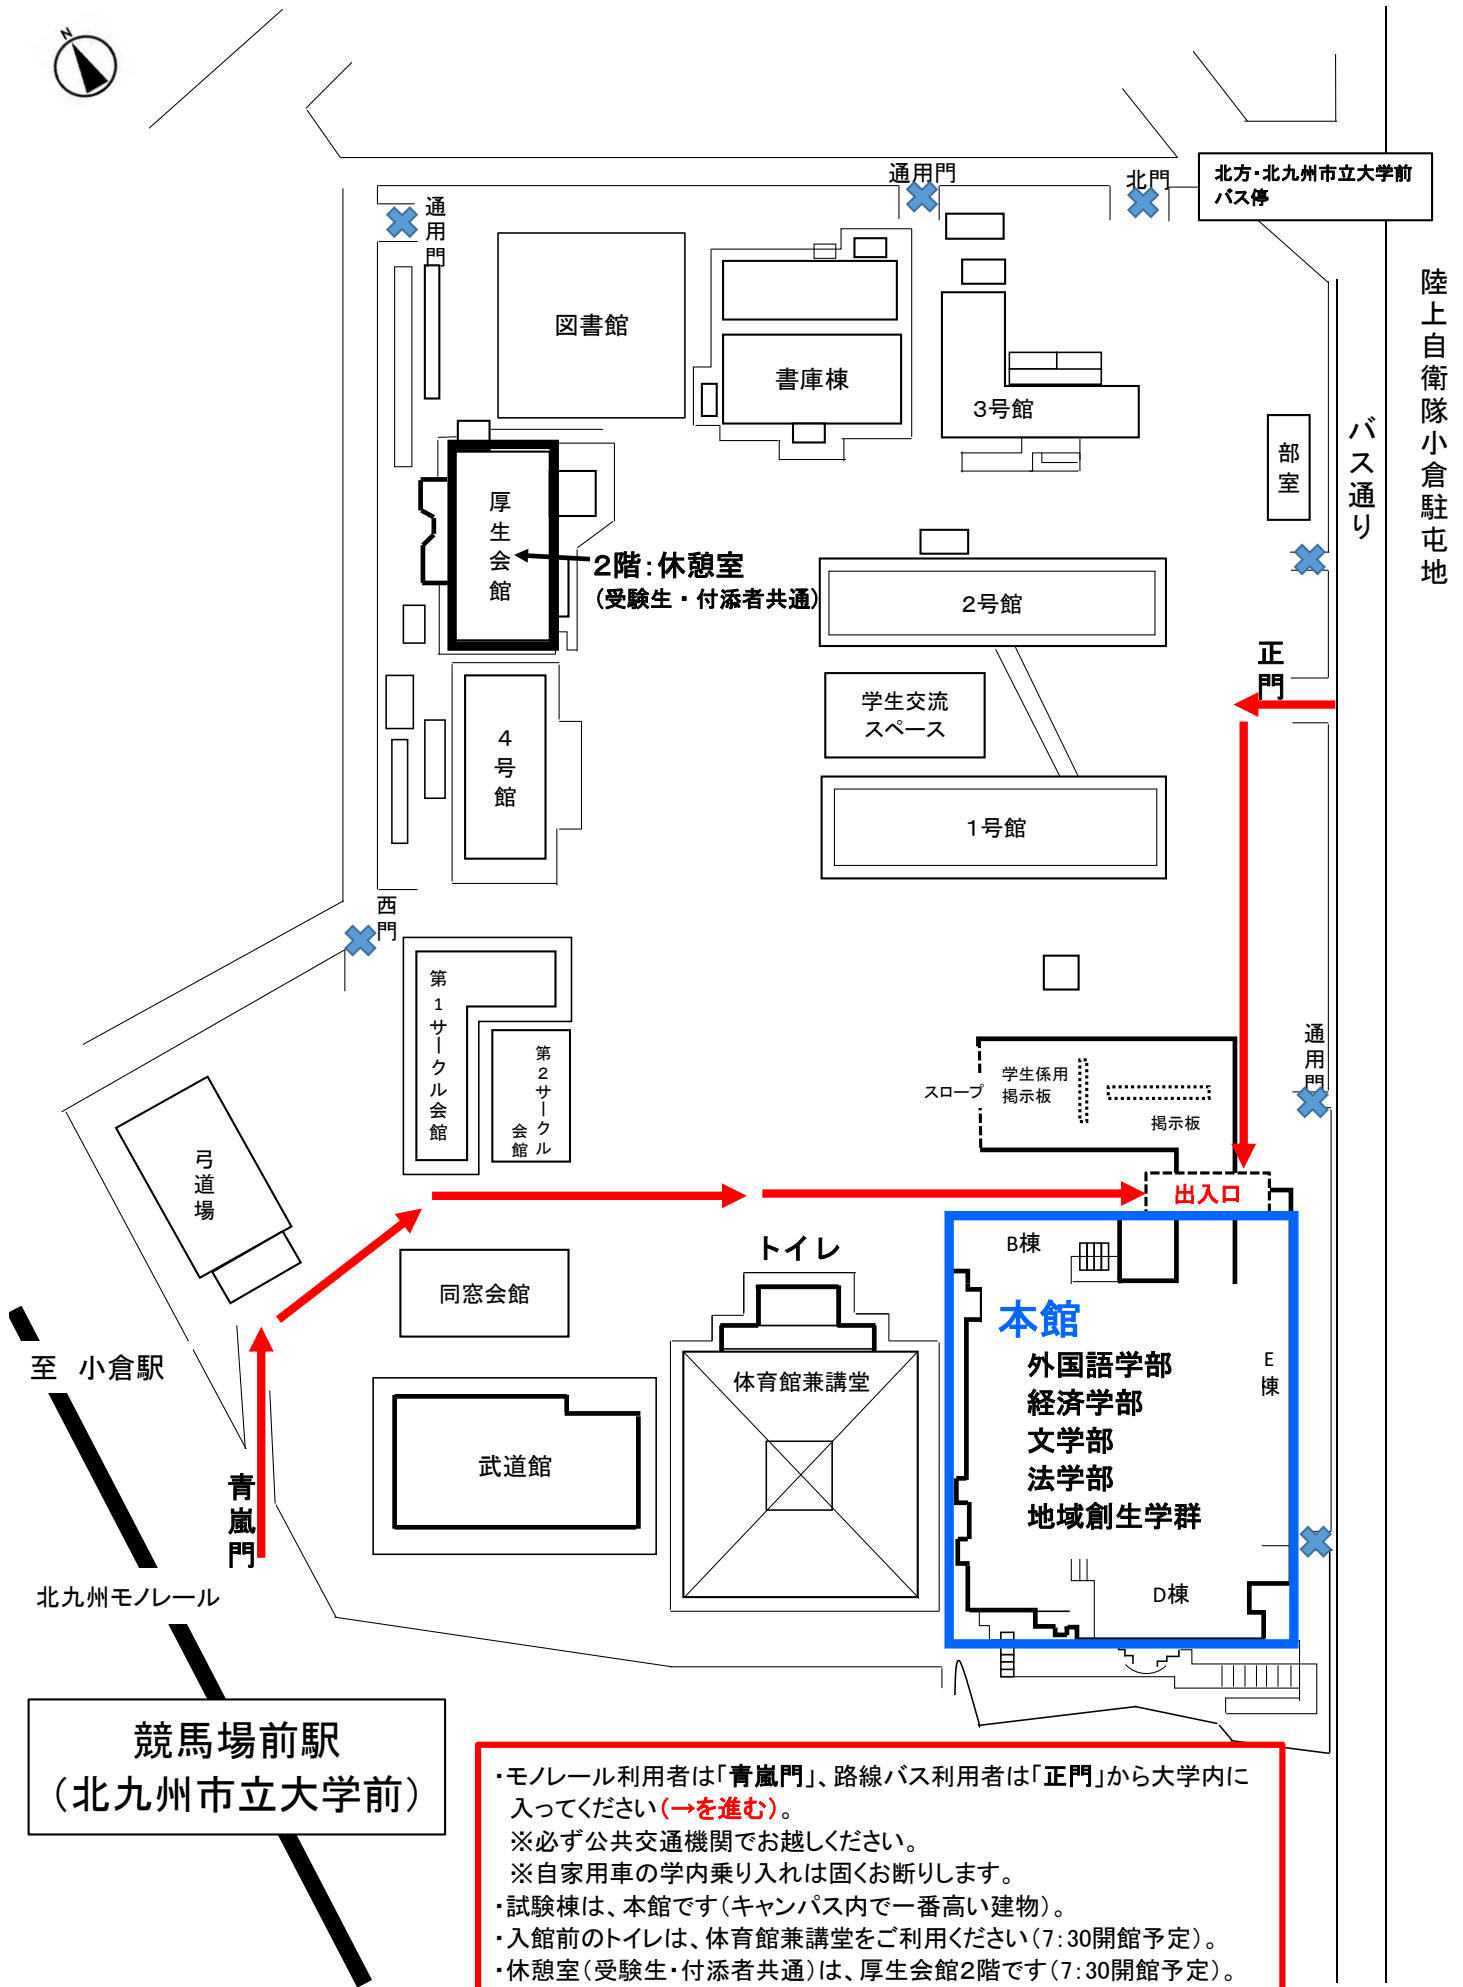 N
通用門
北門
北方・北九州市立大学前
バス停
通用門
図書館
書庫棟
3号館
部室
バス通り
陸上自衛隊小倉駐屯地
厚生会館
2階：休憩室
(受験生・付添者共通)
2号館
正門
学生交流
スペース
4号館
1号館
西門
第1サークル会館
第2サークル
会館
スロープ
学生係用
掲示板
掲示板
通用門
弓道場
出入口
トイレ
B棟
同窓会館
本館
外国語学部
経済学部
文学部
法学部
地域創生学群
E棟
至 小倉駅
体育館兼講堂
武道館
青嵐門
D棟
北九州モノレール
競馬場前駅
（北九州市立大学前）
・モノレール利用者は「青嵐門」、路線バス利用者は「正門」から大学内に
入ってください（→を進む）。
※必ず公共交通機関でお越しください。
※自家用車の学内乗り入れは固くお断りします。
・試験棟は、本館です（キャンパス内で一番高い建物）。
・入館前のトイレは、体育館兼講堂をご利用ください（7：30開館予定）。
・休憩室（受験生・付添者共通）は、厚生会館2階です（7：30開館予定）。